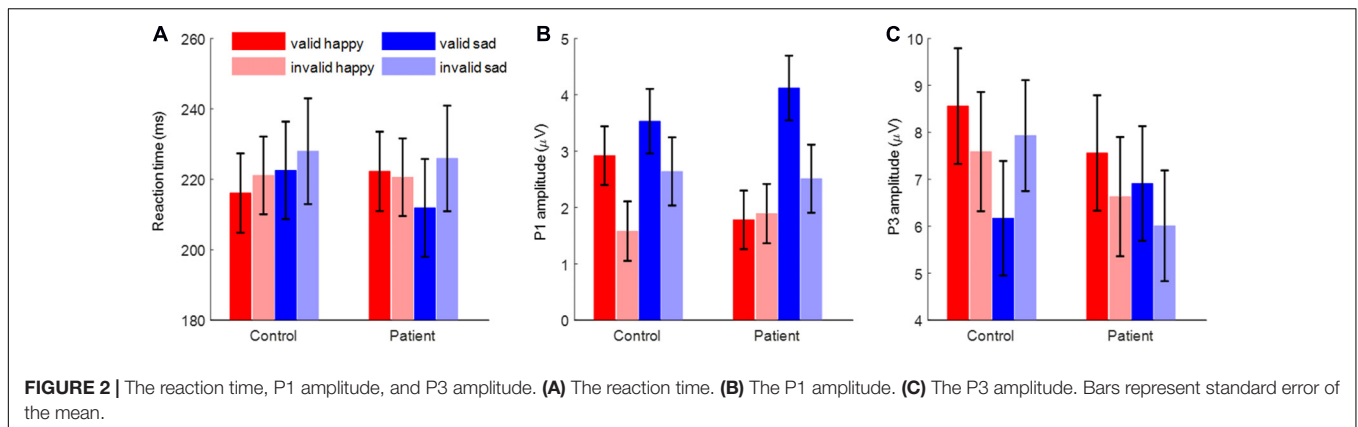 A
260
240
220
200
180
Reaction time (ms)
valid happy
valid sad
invalid happy
invalid sad
Control
Patient
B
5
4
3
2
1
0
P1 amplitude (μV)
Control
Patient
C
10
9
8
7
6
5
4
P3 amplitude (μV)
Control
Patient
FIGURE 2 | The reaction time, P1 amplitude, and P3 amplitude. (A) The reaction time. (B) The P1 amplitude. (C) The P3 amplitude. Bars represent standard error of
the mean.